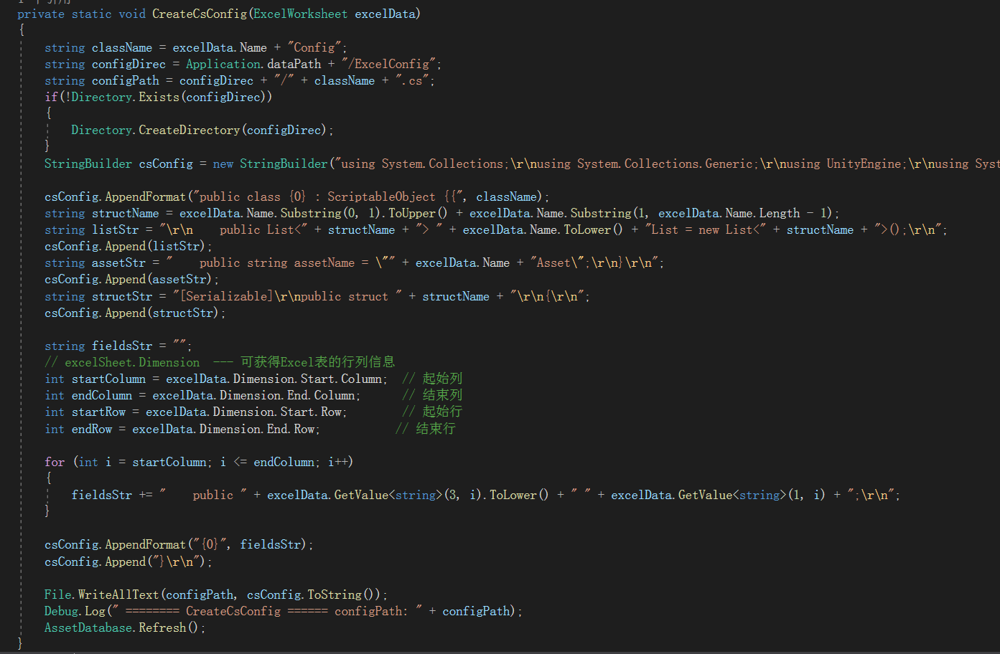 private static void CreateCsConfig(ExcelWorksheet excelData)
{
    string className = excelData.Name + "Config";
    string configDirec = Application.dataPath + "/ExcelConfig";
    string configPath = configDirec + "/" + className + ".cs";
    if(!Directory.Exists(configDirec))
    {
        Directory.CreateDirectory(configDirec);
    }
    StringBuilder csConfig = new StringBuilder("using System.Collections;\r\nusing System.Collections.Generic;\r\nusing UnityEngine;\r\nusing Syst
    csConfig.AppendFormat("public class {0} : ScriptableObject {{", className);
    string structName = excelData.Name.Substring(0, 1).ToUpper() + excelData.Name.Substring(1, excelData.Name.Length - 1);
    string listStr = "\r\n    public List<" + structName + "> " + excelData.Name.ToLower() + "List = new List<" + structName + ">();\r\n";
    csConfig.Append(listStr);
    string assetStr = "    public string assetName = \"" + excelData.Name + "Asset\";\r\n}\r\n";
    csConfig.Append(assetStr);
    string structStr = "[Serializable]\r\npublic struct " + structName + "\r\n{\r\n";
    csConfig.Append(structStr);
    string fieldsStr = "";
    // excelSheet.Dimension  --- 可获得Excel表的行列信息
    int startColumn = excelData.Dimension.Start.Column;  // 起始列
    int endColumn = excelData.Dimension.End.Column;      // 结束列
    int startRow = excelData.Dimension.Start.Row;        // 起始行
    int endRow = excelData.Dimension.End.Row;           // 结束行
    for (int i = startColumn; i <= endColumn; i++)
    {
        fieldsStr += "    public " + excelData.GetValue<string>(3, i).ToLower() + " " + excelData.GetValue<string>(1, i) + ";\r\n";
    }
    csConfig.AppendFormat("{0}", fieldsStr);
    csConfig.Append("}\r\n");
    File.WriteAllText(configPath, csConfig.ToString());
    Debug.Log(" ======== CreateCsConfig ====== configPath: " + configPath);
    AssetDatabase.Refresh();
}